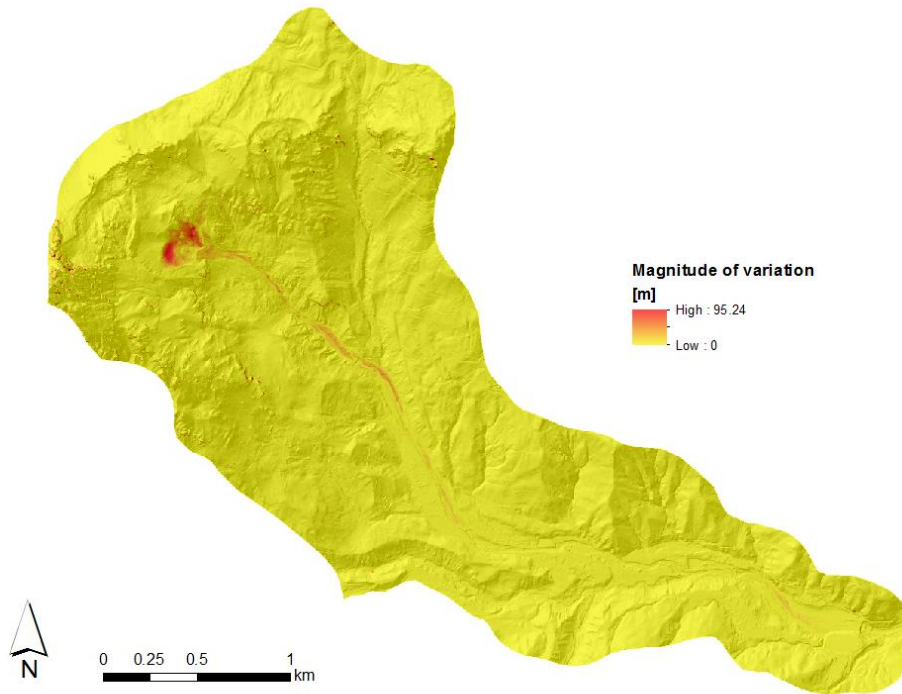 Magnitude of variation
[m]
High : 95.24
Low : 0
N
0 0.25 0.5 1
km